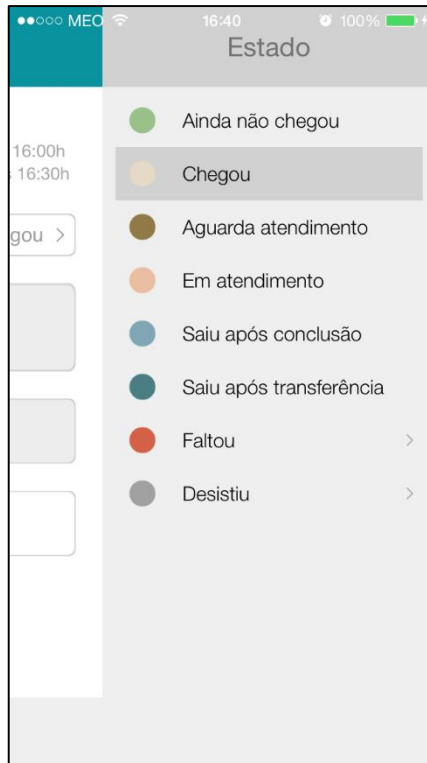 MEO 16:40 100%
Estado
Ainda não chegou
16:00h
16:30h
Chegou
gou >
Aguarda atendimento
Em atendimento
Saiu após conclusão
Saiu após transferência
Faltou >
Desistiu >